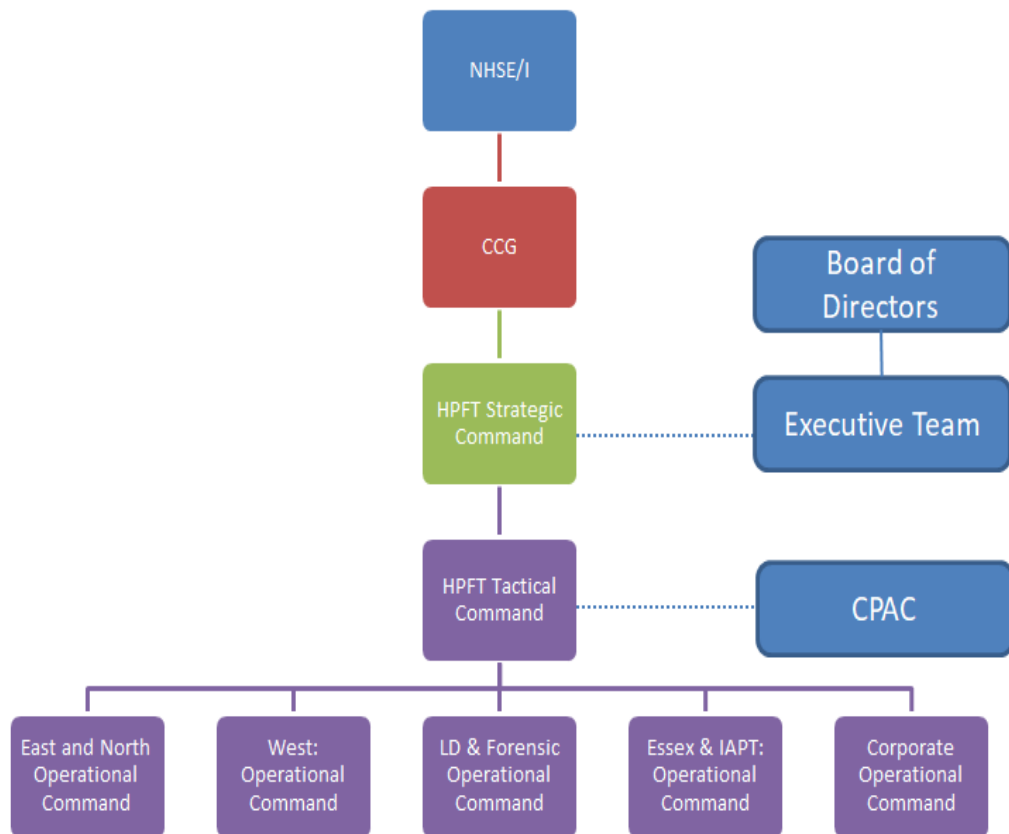 NHSE/I
CCG
Board of
Directors
HPFT Strategic
Command
Executive Team
HPFT Tactical
Command
CPAC
East and North
Operational
Command
West:
Operational
Command
LD & Forensic
Operational
Command
Essex & IAPT:
Operational
Command
Corporate
Operational
Command